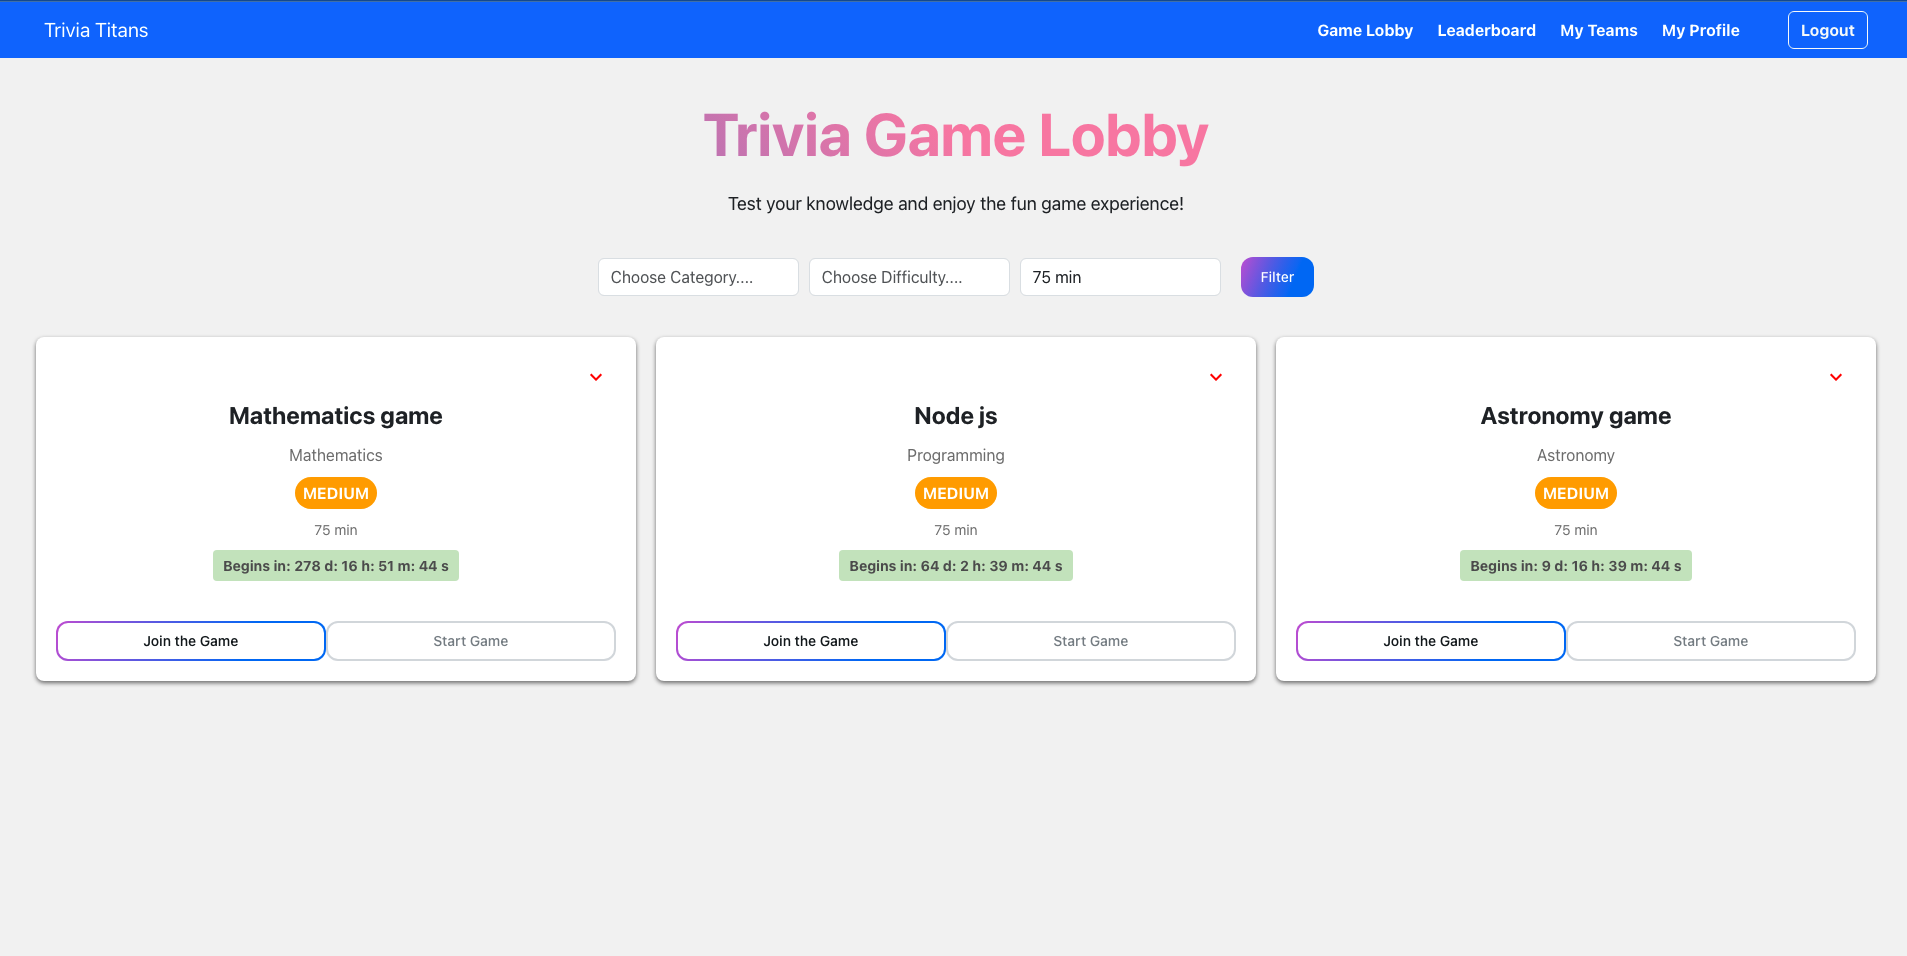 Trivia Titans
Game Lobby
Leaderboard
My Teams
My Profile
Logout
Trivia Game Lobby
Test your knowledge and enjoy the fun game experience!
Choose Category....
Choose Difficulty....
75 min
Filter
Mathematics game
Mathematics
MEDIUM
75 min
Begins in: 278 d: 16 h: 51 m: 44 s
Join the Game
Start Game
Node js
Programming
MEDIUM
75 min
Begins in: 64 d: 2 h: 39 m: 44 s
Join the Game
Start Game
Astronomy game
Astronomy
MEDIUM
75 min
Begins in: 9 d: 16 h: 39 m: 44 s
Join the Game
Start Game